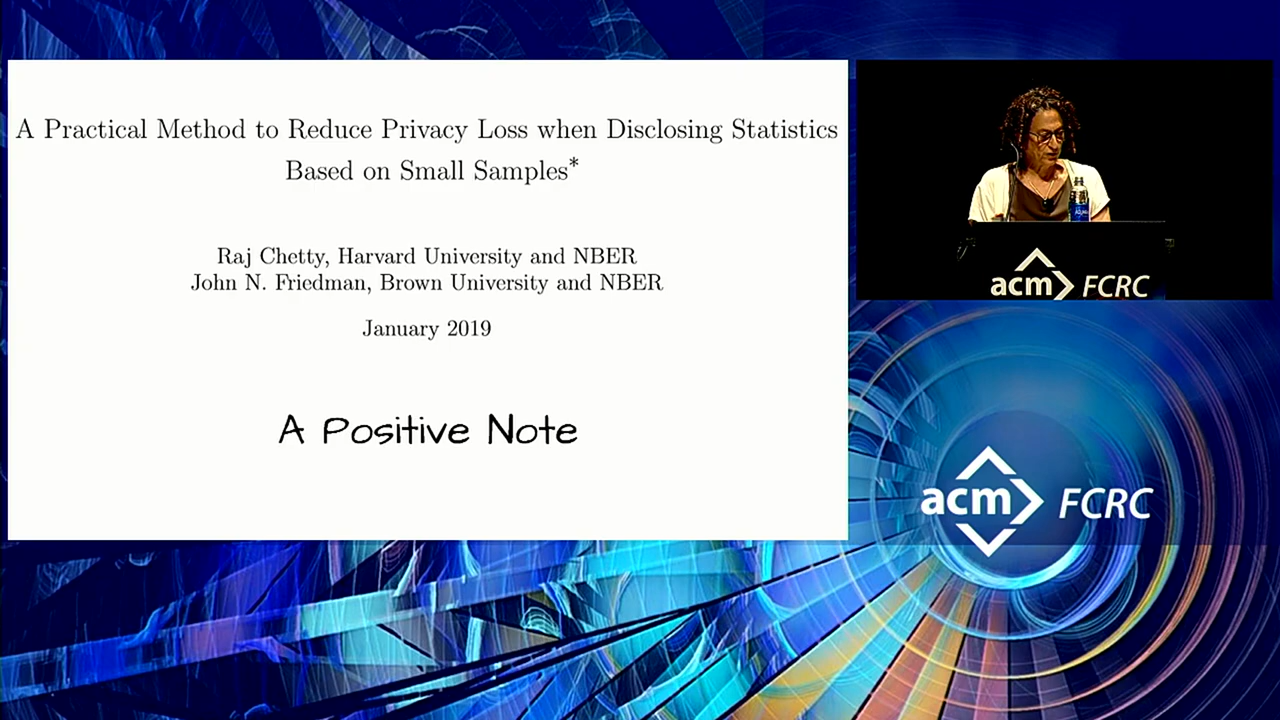 A Practical Method to Reduce Privacy Loss when Disclosing Statistics
Based on Small Samples*
Raj Chetty, Harvard University and NBER
John N. Friedman, Brown University and NBER
January 2019
A Positive Note
acm FCRC
acm FCRC